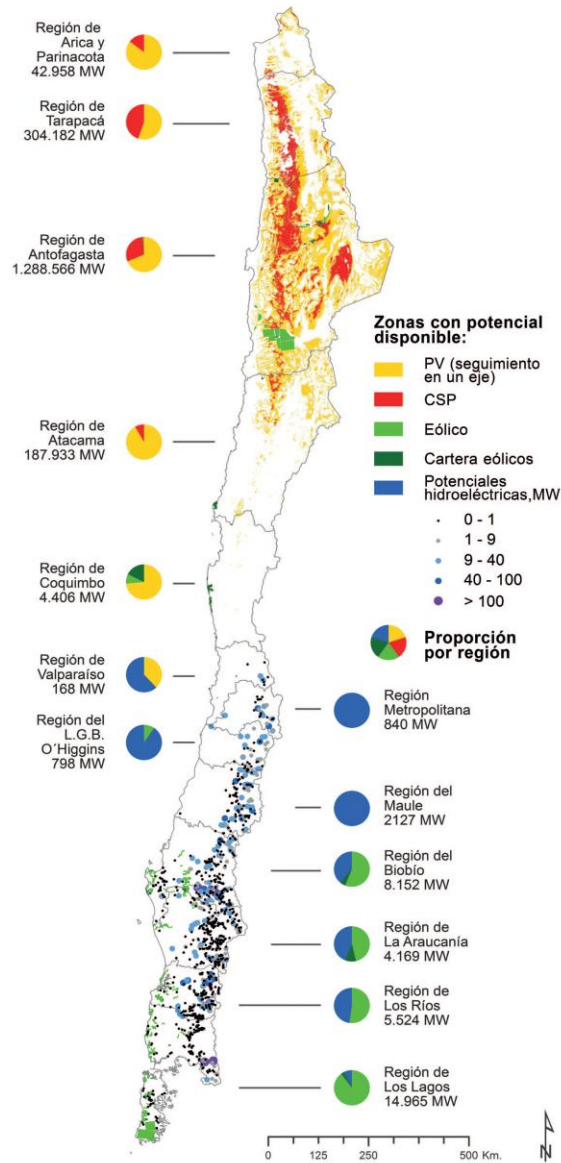 Región de
Arica y
Parinacota
42.958 MW
Región de
Tarapacá
304.182 MW
Región de
Antofagasta
1.288.566 MW
Región de
Atacama
187.933 MW
Región de
Coquimbo
4.406 MW
Región de
Valparaíso
168 MW
Región del
L.G.B.
O´Higgins
798 MW
Zonas con potencial
disponible:
PV (seguimiento
en un eje)
CSP
Eólico
Cartera eólicos
Potenciales
hidroeléctricas,MW
0 - 1
1 - 9
9 - 40
40 - 100
> 100
Proporción
por región
Región
Metropolitana
840 MW
Región del
Maule
2127 MW
Región del
Biobío
8.152 MW
Región de
La Araucanía
4.169 MW
Región de
Los Ríos
5.524 MW
Región de
Los Lagos
14.965 MW
0 125 250 500 Km.